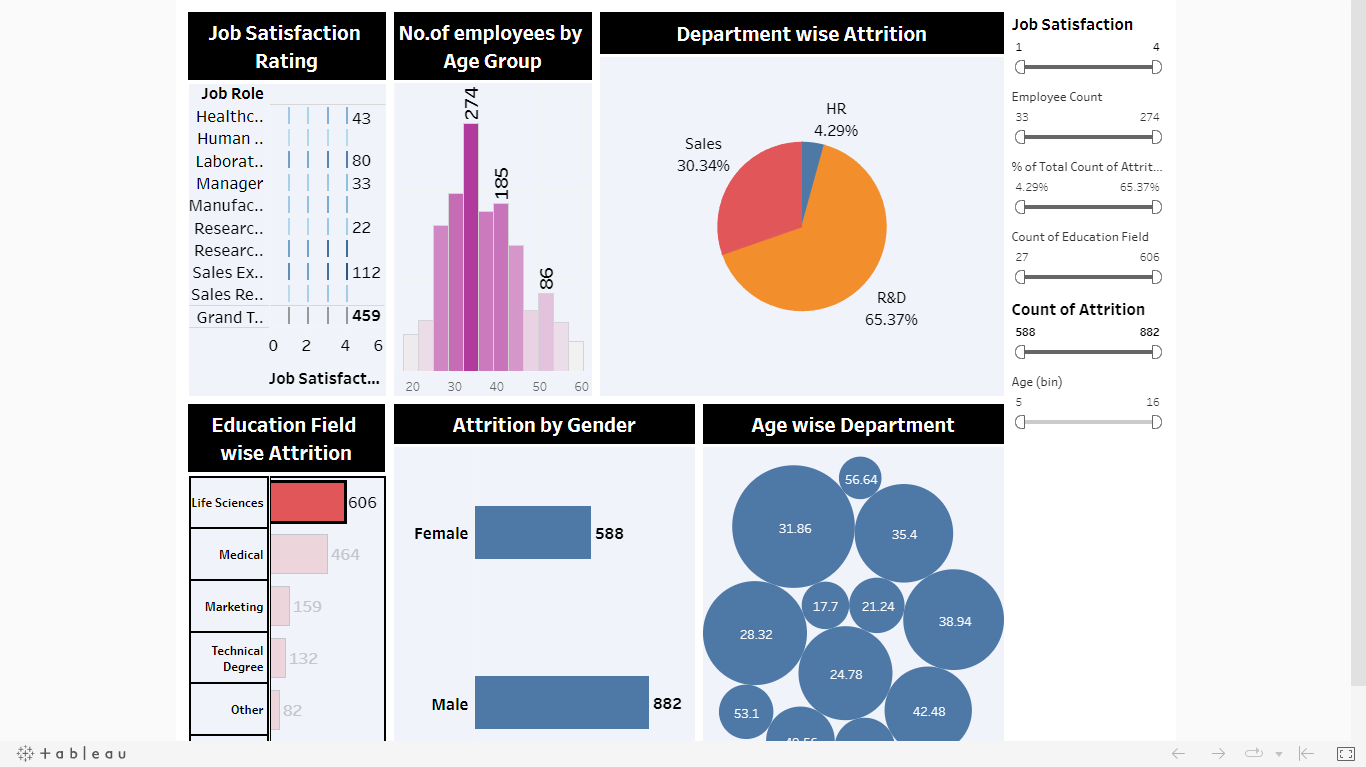 Job Satisfaction
Rating
Job Role
Healthc.. 43
Human ..
Laborat.. 80
Manager 33
Manufac..
Researc.. 22
Researc..
Sales Ex.. 112
Sales Re..
Grand T.. 459
0 2 4 6
Job Satisfact...
No.of employees by
Age Group
274
185
86
20 30 40 50 60
Department wise Attrition
HR
4.29%
Sales
30.34%
R&D
65.37%
Job Satisfaction
1 4
Employee Count
33 274
% of Total Count of Attrit...
4.29% 65.37%
Count of Education Field
27 606
Count of Attrition
588 882
Age (bin)
5 16
Education Field
wise Attrition
Life Sciences 606
Medical 464
Marketing 159
Technical
Degree 132
Other 82
Attrition by Gender
Female 588
Male 882
Age wise Department
56.64
31.86
35.4
17.7
21.24
38.94
28.32
24.78
42.48
53.1
+ a b | e a u